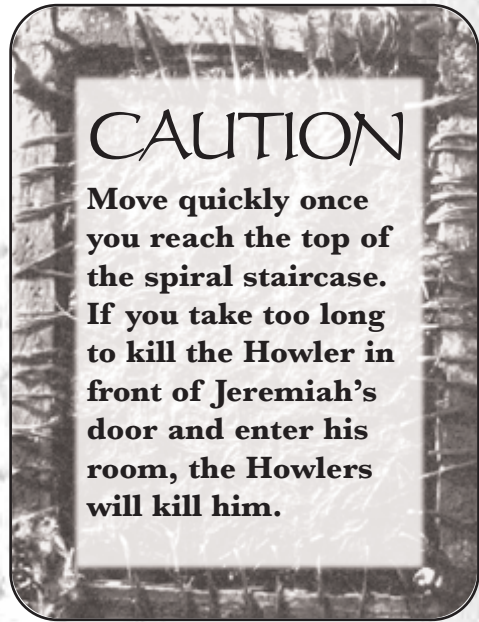 CAUTION
Move quickly once
you reach the top of
the spiral staircase.
If you take too long
to kill the Howler in
front of Jeremiah’s
door and enter his
room, the Howlers
will kill him.